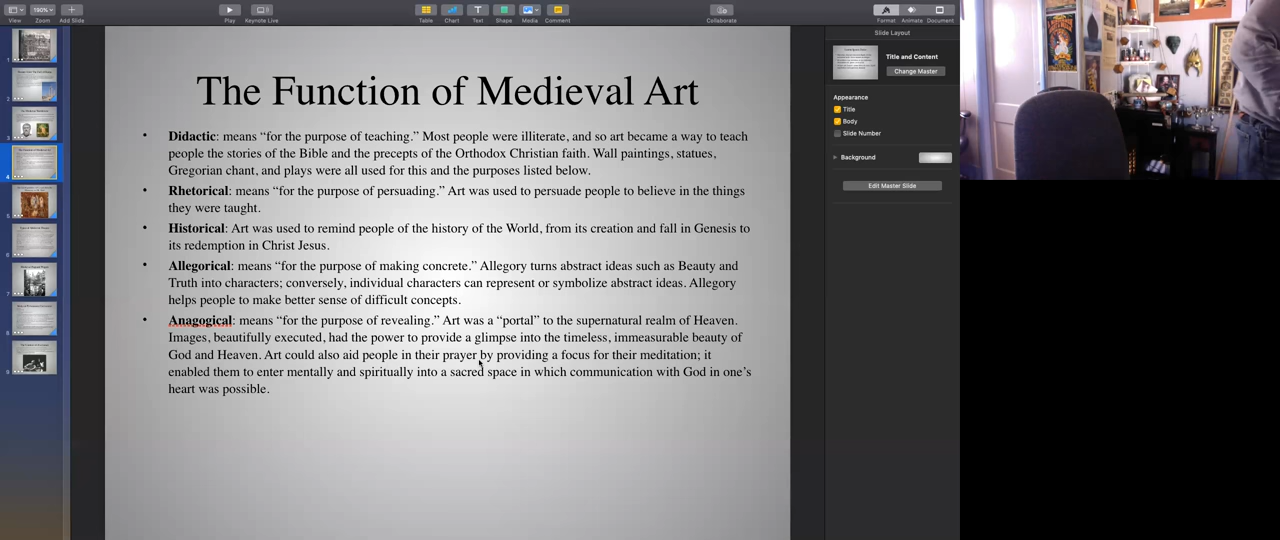 190%
View
Zoom
Add Slide
Play
Keynote Live
Table
Chart
Text
Shape
Media
Comment
Collaborate
Format
Animate
Document
1
2
3
4
5
6
7
8
9
The Function of Medieval Art
• Didactic: means “for the purpose of teaching.” Most people were illiterate, and so art became a way to teach
people the stories of the Bible and the precepts of the Orthodox Christian faith. Wall paintings, statues,
Gregorian chant, and plays were all used for this and the purposes listed below.
• Rhetorical: means “for the purpose of persuading.” Art was used to persuade people to believe in the things
they were taught.
• Historical: Art was used to remind people of the history of the World, from its creation and fall in Genesis to
its redemption in Christ Jesus.
• Allegorical: means “for the purpose of making concrete.” Allegory turns abstract ideas such as Beauty and
Truth into characters; conversely, individual characters can represent or symbolize abstract ideas. Allegory
helps people to make better sense of difficult concepts.
• Anagogical: means “for the purpose of revealing.” Art was a “portal” to the supernatural realm of Heaven.
Images, beautifully executed, had the power to provide a glimpse into the timeless, immeasurable beauty of
God and Heaven. Art could also aid people in their prayer by providing a focus for their meditation; it
enabled them to enter mentally and spiritually into a sacred space in which communication with God in one’s
heart was possible.
Slide Layout
Title and Content
Change Master
Appearance
Title
Body
Slide Number
Background
Edit Master Slide